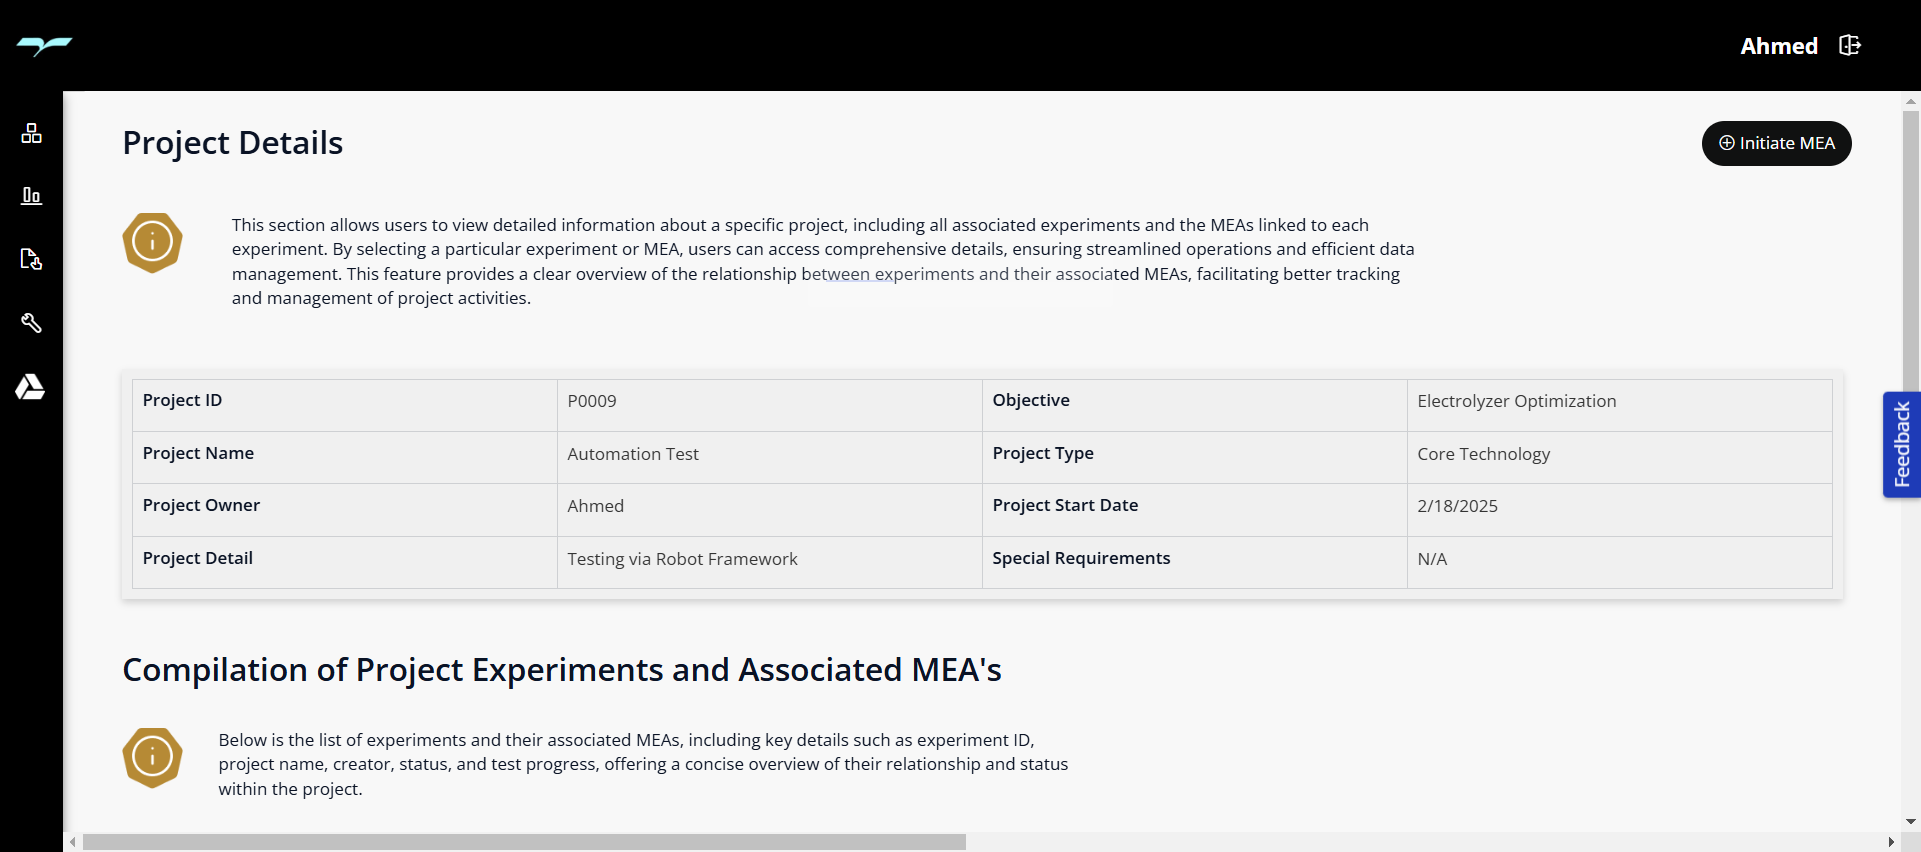 Ahmed
Project Details
Initiate MEA
This section allows users to view detailed information about a specific project, including all associated experiments and the MEAs linked to each
experiment. By selecting a particular experiment or MEA, users can access comprehensive details, ensuring streamlined operations and efficient data
management. This feature provides a clear overview of the relationship between experiments and their associated MEAs, facilitating better tracking
and management of project activities.
Project ID P0009 Objective Electrolyzer Optimization
Project Name Automation Test Project Type Core Technology
Project Owner Ahmed Project Start Date 2/18/2025
Project Detail Testing via Robot Framework Special Requirements N/A
Feedback
Compilation of Project Experiments and Associated MEA's
Below is the list of experiments and their associated MEAs, including key details such as experiment ID,
project name, creator, status, and test progress, offering a concise overview of their relationship and status
within the project.